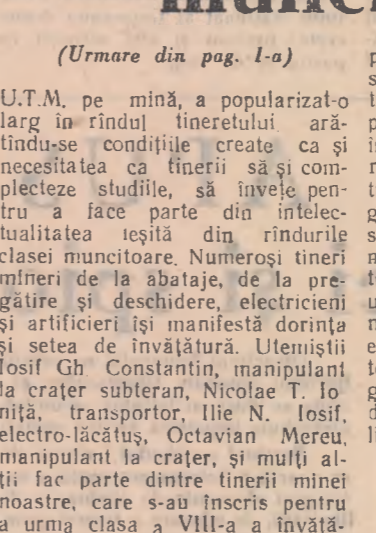 (Urmare din pag. I-a)
U.T.M. pe mină, a popularizat-o
larg în rîndul tineretului ară-
tîndu-se condițiile create ca și
necesitatea ca tinerii să și com-
plecteze studiile, să învețe pen-
tru a face parte din intelec-
tualitatea ieșită din rîndurile
clasei muncitoare. Numeroși tineri
mineri de la abataje, de la pre-
gătire și deschidere, electricieni
și artificieri își manifestă dorința
și setea de învățătură. Utemiștii
Iosif Gh. Constantin, manipulant
la crater subteran, Nicolae T. Io
niță, transportor, Ilie N. Iosif,
electro-lăcătuș, Octavian Mereu,
manipulant la crater, și mulți al-
ții fac parte dintre tinerii minei
noastre, care s-au înscris pentru
a urma clasa a VIII-a a învăță-